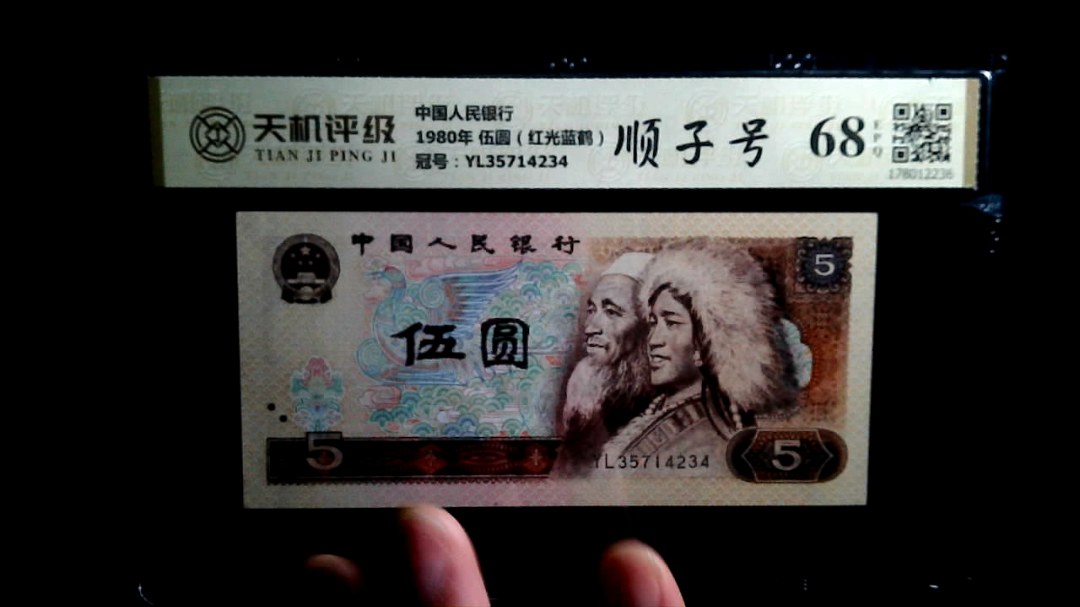 天机评级
TIAN JI PING JI
中国人民银行
1980年 伍圆（红光蓝鹤）
冠号：YL35714234
顺子号
68
EPQ
178012236
中国人民银行
5
伍圆
5
YL35714234
5